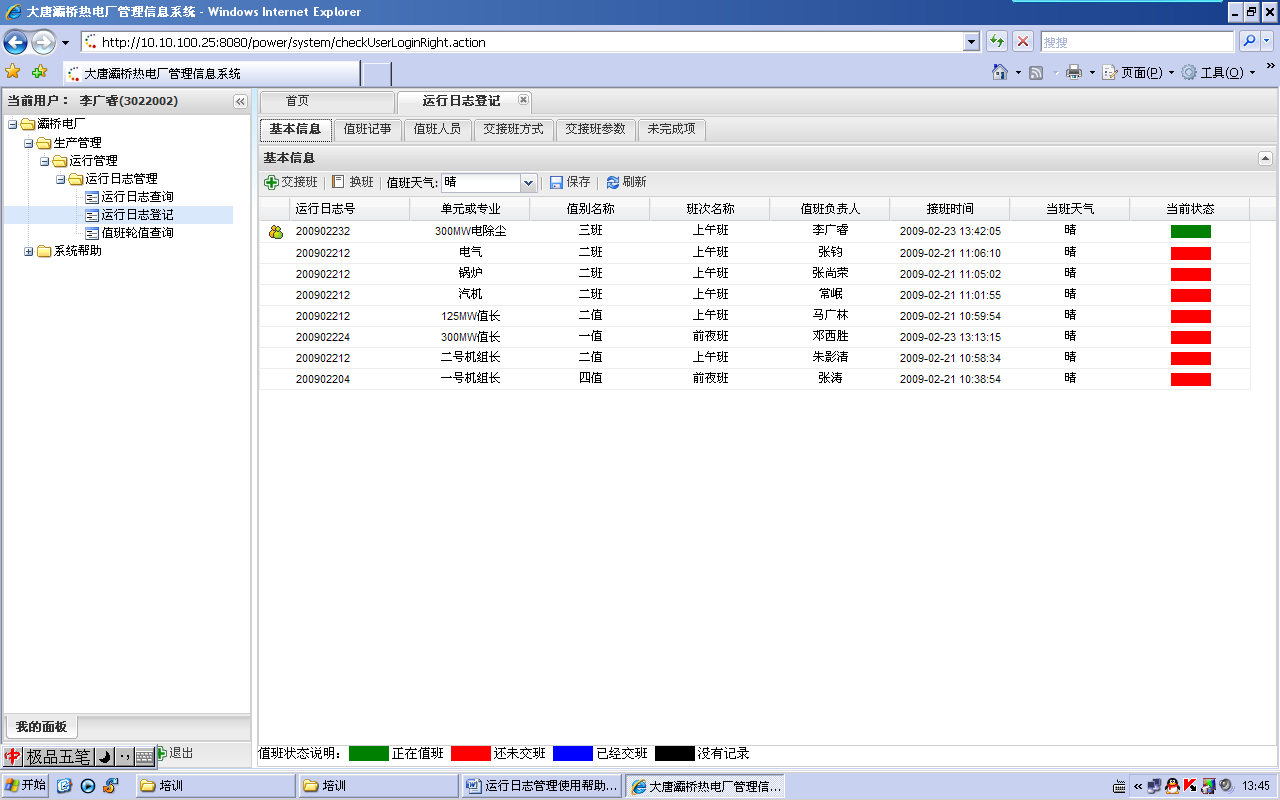 大唐灞桥热电厂管理信息系统 - Windows Internet Explorer
http://10.10.100.25:8080/power/system/checkUserLoginRight.action
搜搜
大唐灞桥热电厂管理信息系统
页面(P)
工具(O)
当前用户： 李广睿(3022002)
首页
运行日志登记
灞桥电厂
生产管理
运行管理
运行日志管理
运行日志查询
运行日志登记
值班轮值查询
系统帮助
基本信息 值班记事 值班人员 交接班方式 交接班参数 未完成项
基本信息
交接班 换班 值班天气: 晴 保存 刷新
运行日志号 单元或专业 值别名称 班次名称 值班负责人 接班时间 当班天气 当前状态
200902232 300MW电除尘 三班 上午班 李广睿 2009-02-23 13:42:05 晴
200902212 电气 二班 上午班 张钧 2009-02-21 11:06:10 晴
200902212 锅炉 二班 上午班 张尚荣 2009-02-21 11:05:02 晴
200902212 汽机 二班 上午班 常岷 2009-02-21 11:01:55 晴
200902212 125MW值长 二值 上午班 马广林 2009-02-21 10:59:54 晴
200902224 300MW值长 一值 前夜班 邓西胜 2009-02-23 13:13:15 晴
200902212 二号机组长 二值 上午班 朱影清 2009-02-21 10:58:34 晴
200902204 一号机组长 四值 前夜班 张涛 2009-02-21 10:38:54 晴
我的面板
中 极品五笔
退出
值班状态说明： 正在值班 还未交班 已经交班 没有记录
开始 培训 培训 运行日志管理使用帮助... 大唐灞桥热电厂管理信... 13:45